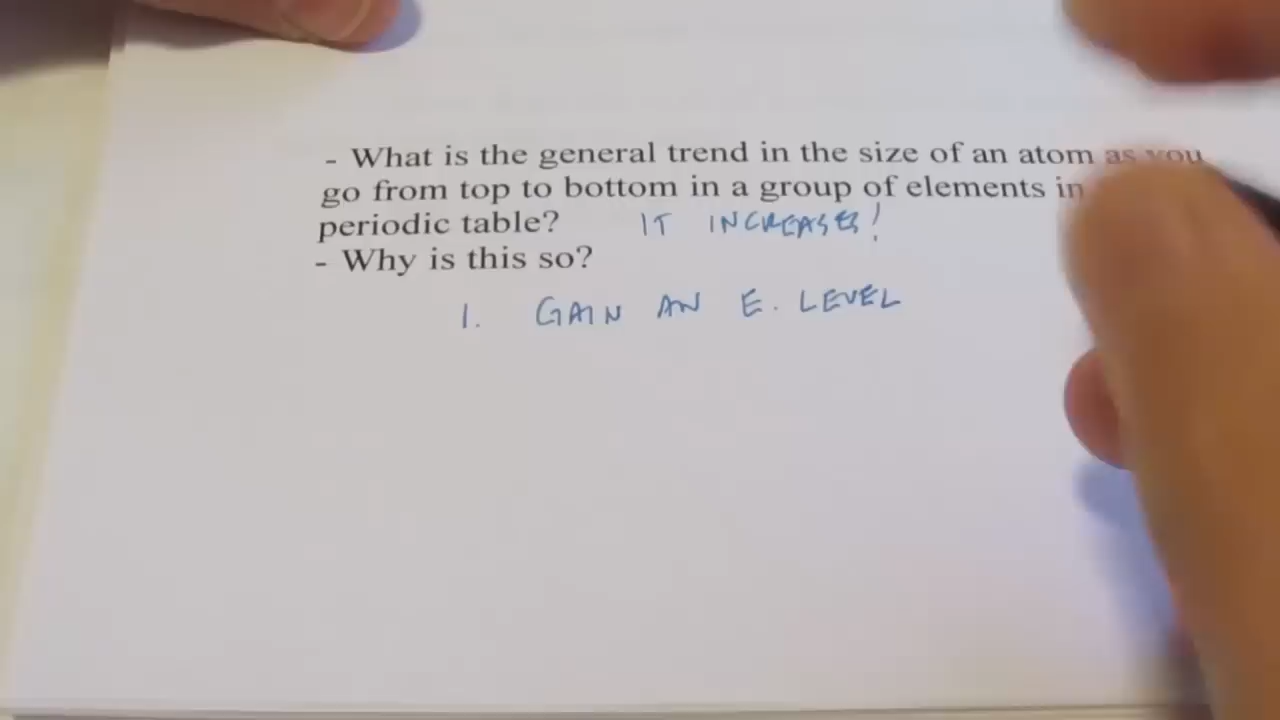 - What is the general trend in the size of an atom as you
go from top to bottom in a group of elements in
periodic table? IT INCREASES!
- Why is this so?
1. GAIN AN E. LEVEL